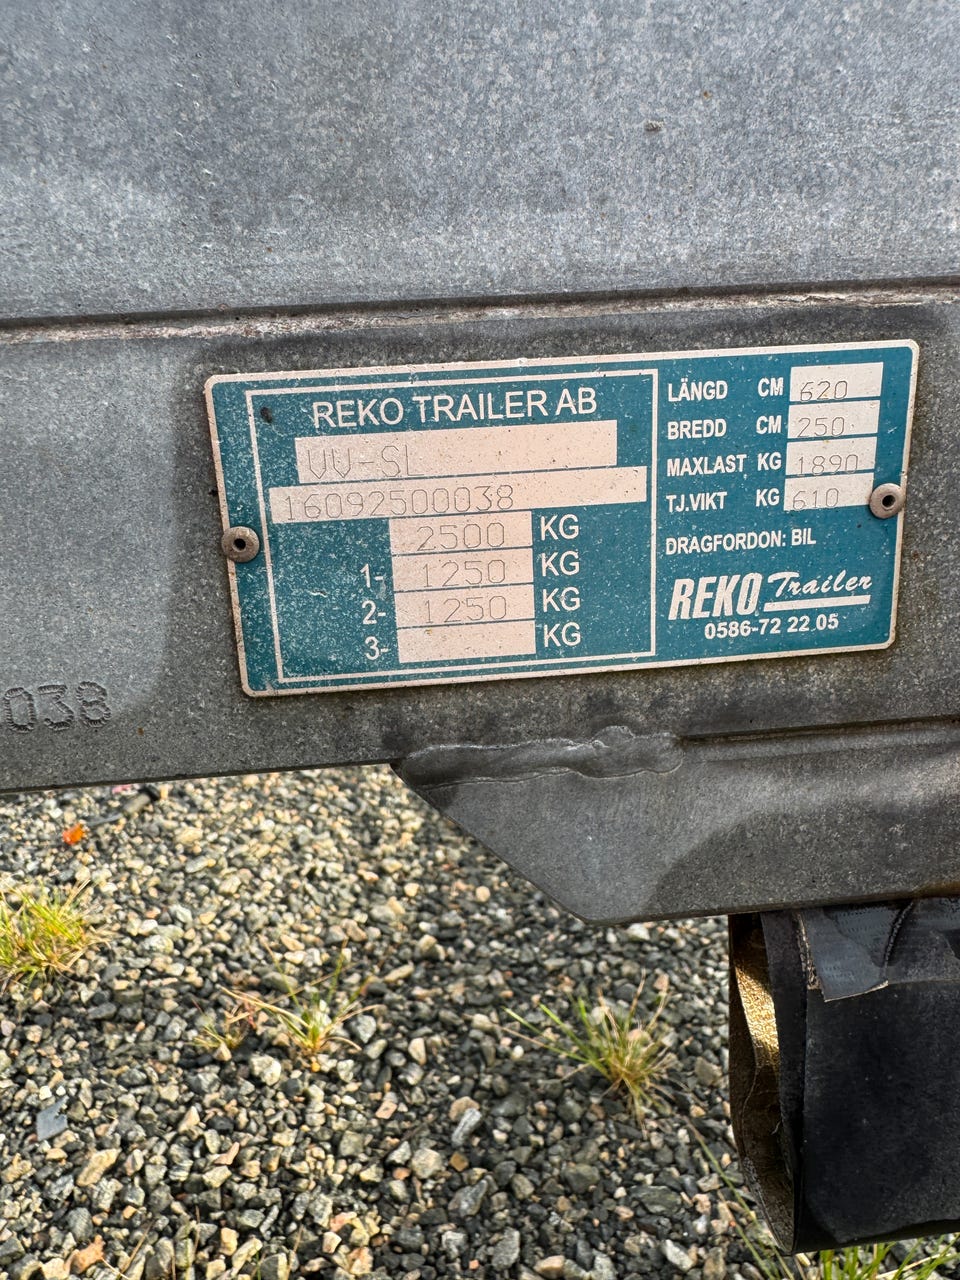 REKO TRAILER AB
VV-SL
16092500038
2500 KG
1- 1250 KG
2- 1250 KG
3- KG
LÄNGD CM 620
BREDD CM 250
MAXLAST KG 1890
TJ.VIKT KG 610
DRAGFORDON: BIL
REKO Trailer
0586-72 22 05
038